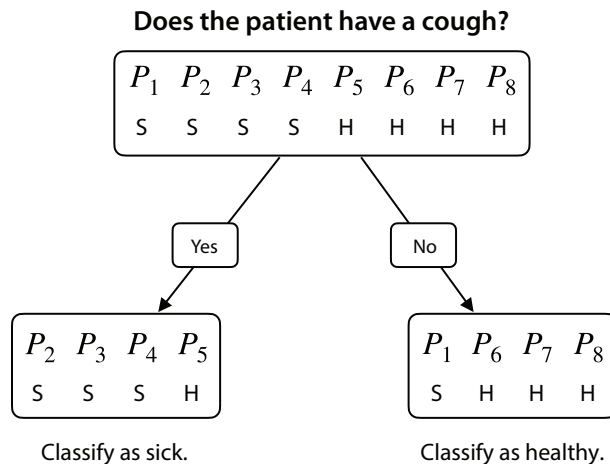 Does the patient have a cough?
P₁ P₂ P₃ P₄ P₅ P₆ P₇ P₈
S S S S H H H H
Yes No
P₂ P₃ P₄ P₅ P₁ P₆ P₇ P₈
S S S H S H H H
Classify as sick. Classify as healthy.